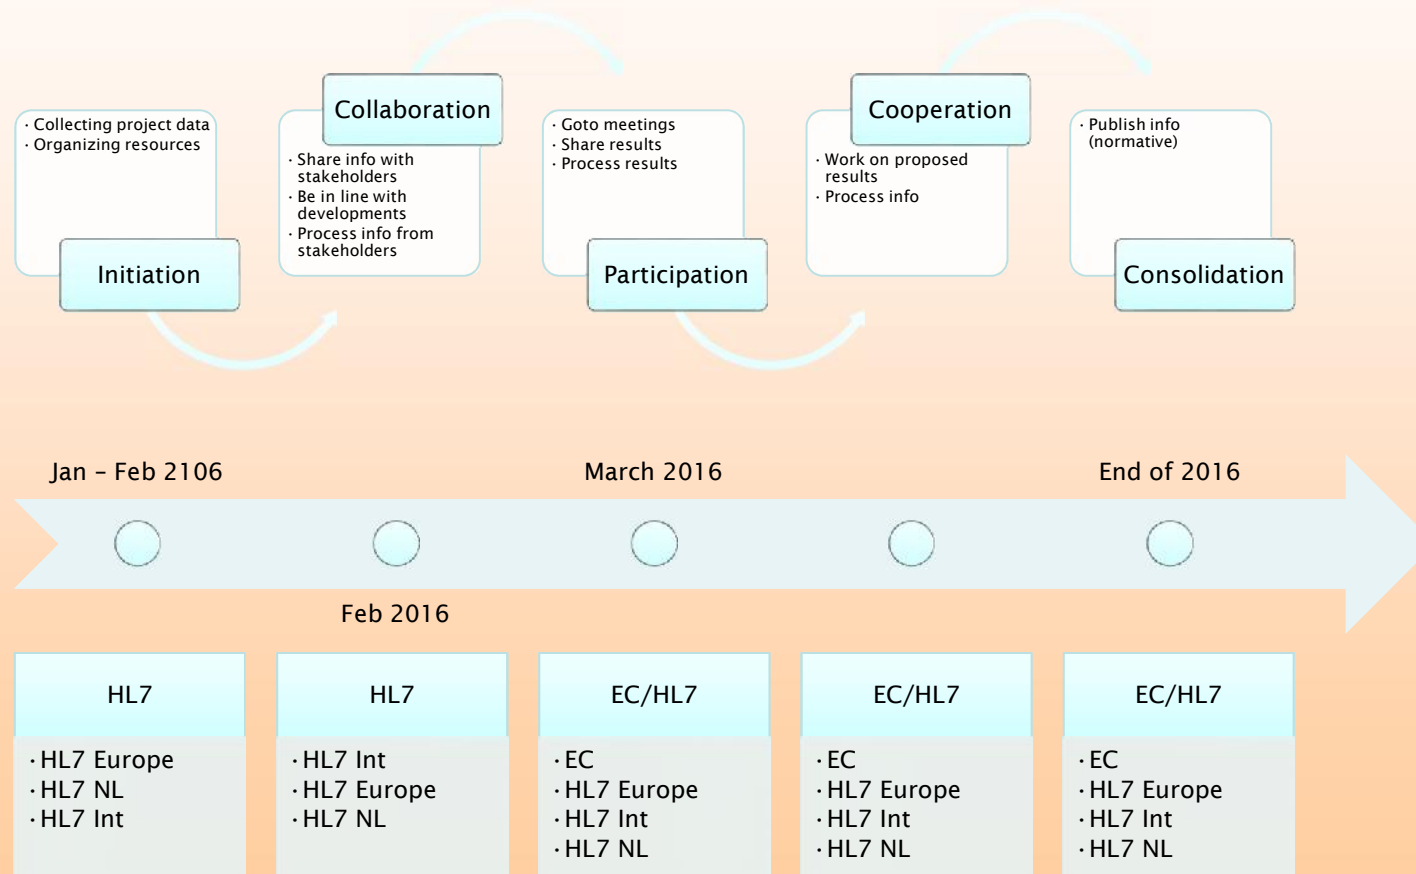 · Collecting project data
· Organizing resources
Initiation
Collaboration
· Share info with
stakeholders
· Be in line with
developments
· Process info from
stakeholders
· Goto meetings
· Share results
· Process results
Participation
Cooperation
· Work on proposed
results
· Process info
· Publish info
(normative)
Consolidation
Jan – Feb 2106
March 2016
End of 2016
Feb 2016
HL7
· HL7 Europe
· HL7 NL
· HL7 Int
HL7
· HL7 Int
· HL7 Europe
· HL7 NL
EC/HL7
· EC
· HL7 Europe
· HL7 Int
· HL7 NL
EC/HL7
· EC
· HL7 Europe
· HL7 Int
· HL7 NL
EC/HL7
· EC
· HL7 Europe
· HL7 Int
· HL7 NL